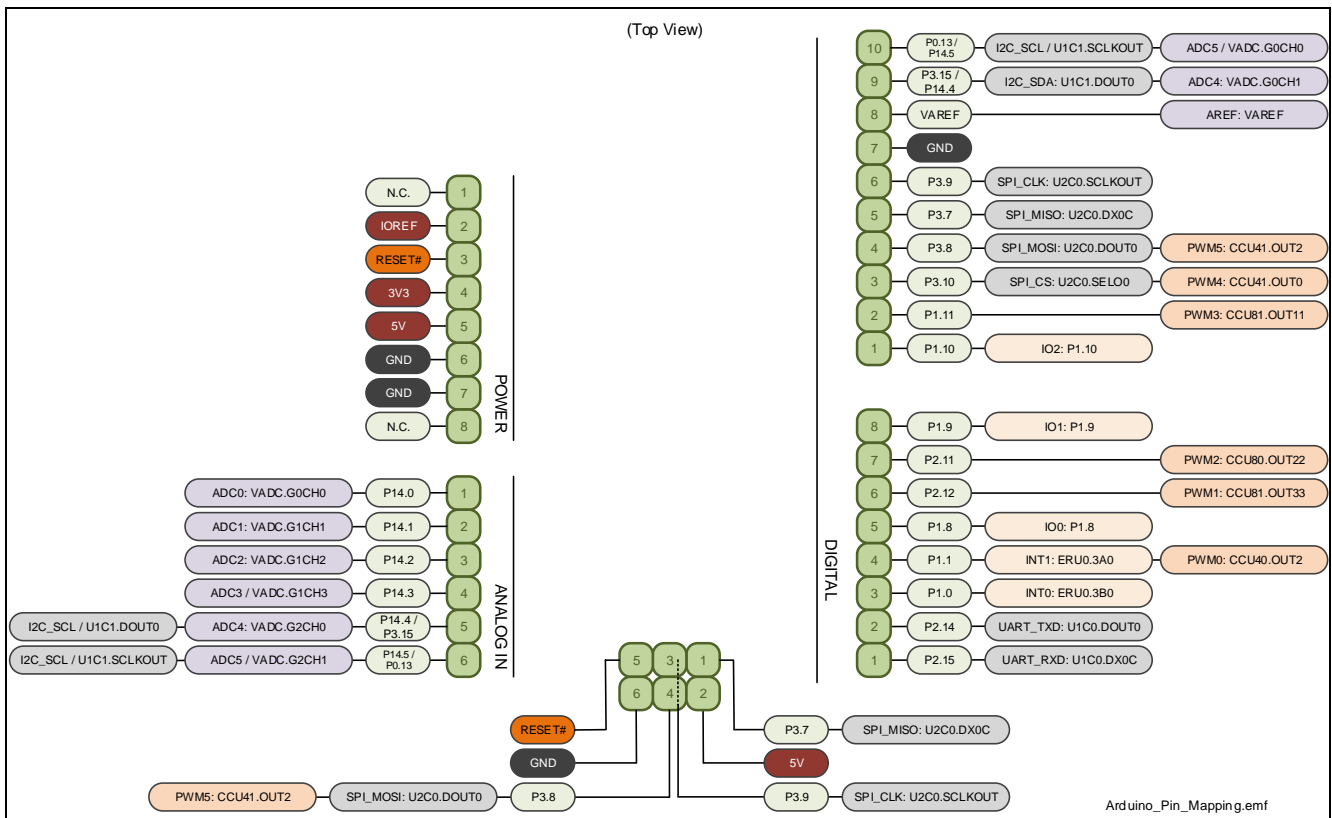 (Top View)
N.C. 1
IOREF 2
RESET# 3
3V3 4
5V 5
GND 6
GND 7
N.C. 8
POWER
ADC0: VADC.G0CH0 P14.0 1
ADC1: VADC.G1CH1 P14.1 2
ADC2: VADC.G1CH2 P14.2 3
ADC3 / VADC.G1CH3 P14.3 4
I2C_SCL / U1C1.DOUT0 ADC4: VADC.G2CH0 P14.4 / P3.15 5
I2C_SCL / U1C1.SCLKOUT ADC5 / VADC.G2CH1 P14.5 / P0.13 6
ANALOG IN
10 P0.13 / P14.5 I2C_SCL / U1C1.SCLKOUT ADC5 / VADC.G0CH0
9 P3.15 / P14.4 I2C_SDA: U1C1.DOUT0 ADC4: VADC.G0CH1
8 VAREF AREF: VAREF
7 GND
6 P3.9 SPI_CLK: U2C0.SCLKOUT
5 P3.7 SPI_MISO: U2C0.DX0C
4 P3.8 SPI_MOSI: U2C0.DOUT0 PWM5: CCU41.OUT2
3 P3.10 SPI_CS: U2C0.SELO0 PWM4: CCU41.OUT0
2 P1.11 PWM3: CCU81.OUT11
1 P1.10 IO2: P1.10
8 P1.9 IO1: P1.9
7 P2.11 PWM2: CCU80.OUT22
6 P2.12 PWM1: CCU81.OUT33
5 P1.8 IO0: P1.8
4 P1.1 INT1: ERU0.3A0 PWM0: CCU40.OUT2
3 P1.0 INT0: ERU0.3B0
2 P2.14 UART_TXD: U1C0.DOUT0
1 P2.15 UART_RXD: U1C0.DX0C
DIGITAL
5 3 1
6 4 2
RESET# P3.7 SPI_MISO: U2C0.DX0C
GND 5V
PWM5: CCU41.OUT2 SPI_MOSI: U2C0.DOUT0 P3.8 P3.9 SPI_CLK: U2C0.SCLKOUT
Arduino_Pin_Mapping.emf